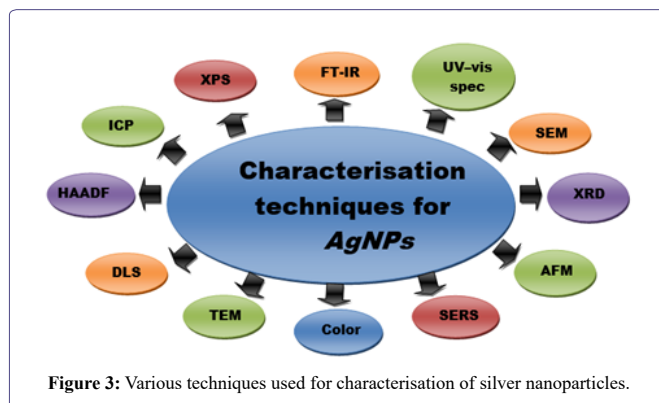 XPS
FT-IR
UV–vis
spec
ICP
SEM
HAADF
Characterisation
techniques for
AgNPs
XRD
DLS
AFM
TEM
Color
SERS
Figure 3: Various techniques used for characterisation of silver nanoparticles.